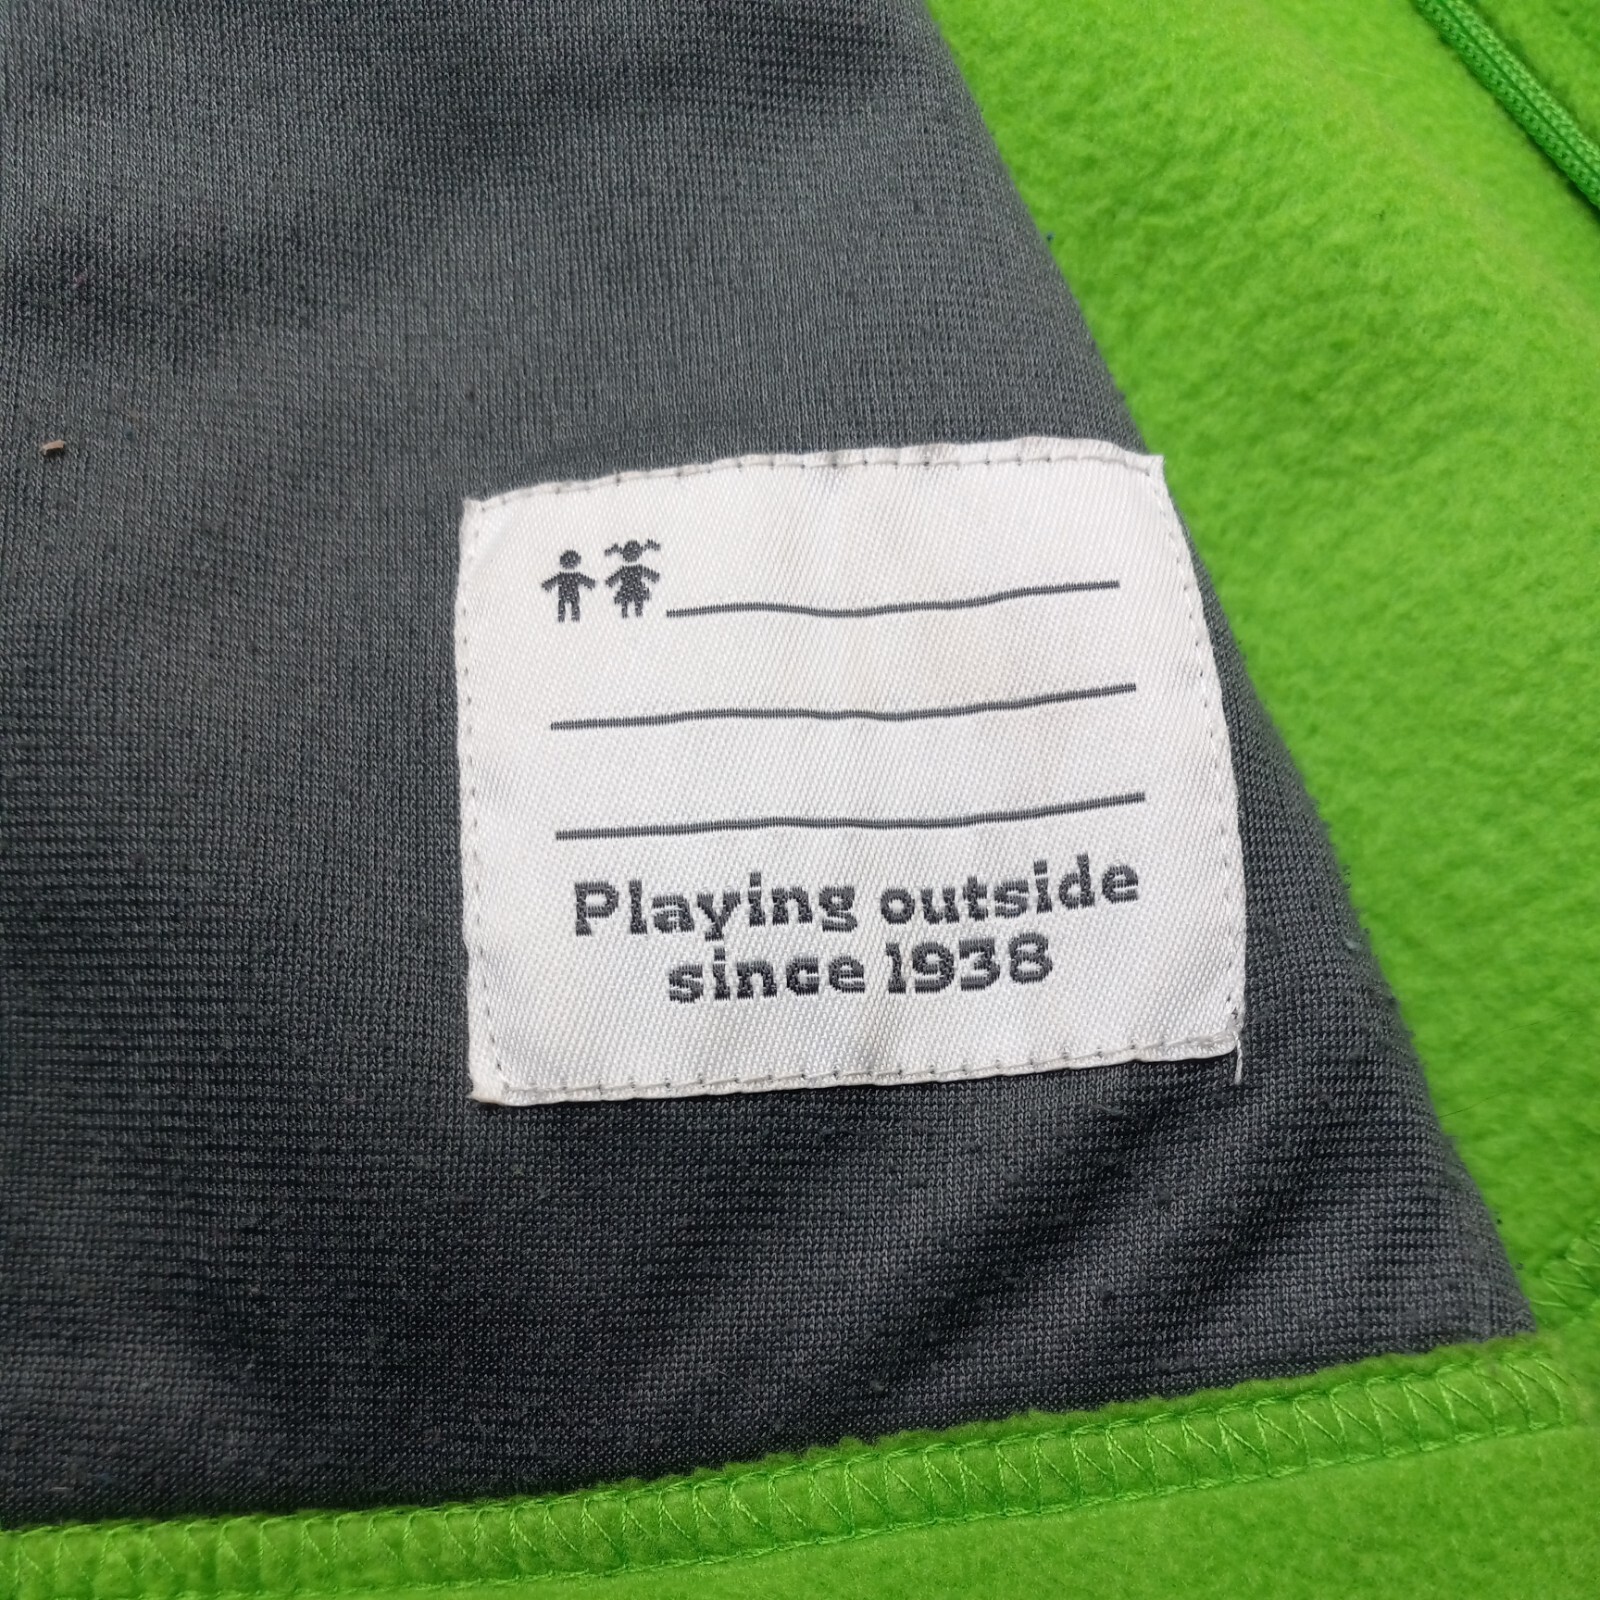 Playing outside
since 1938